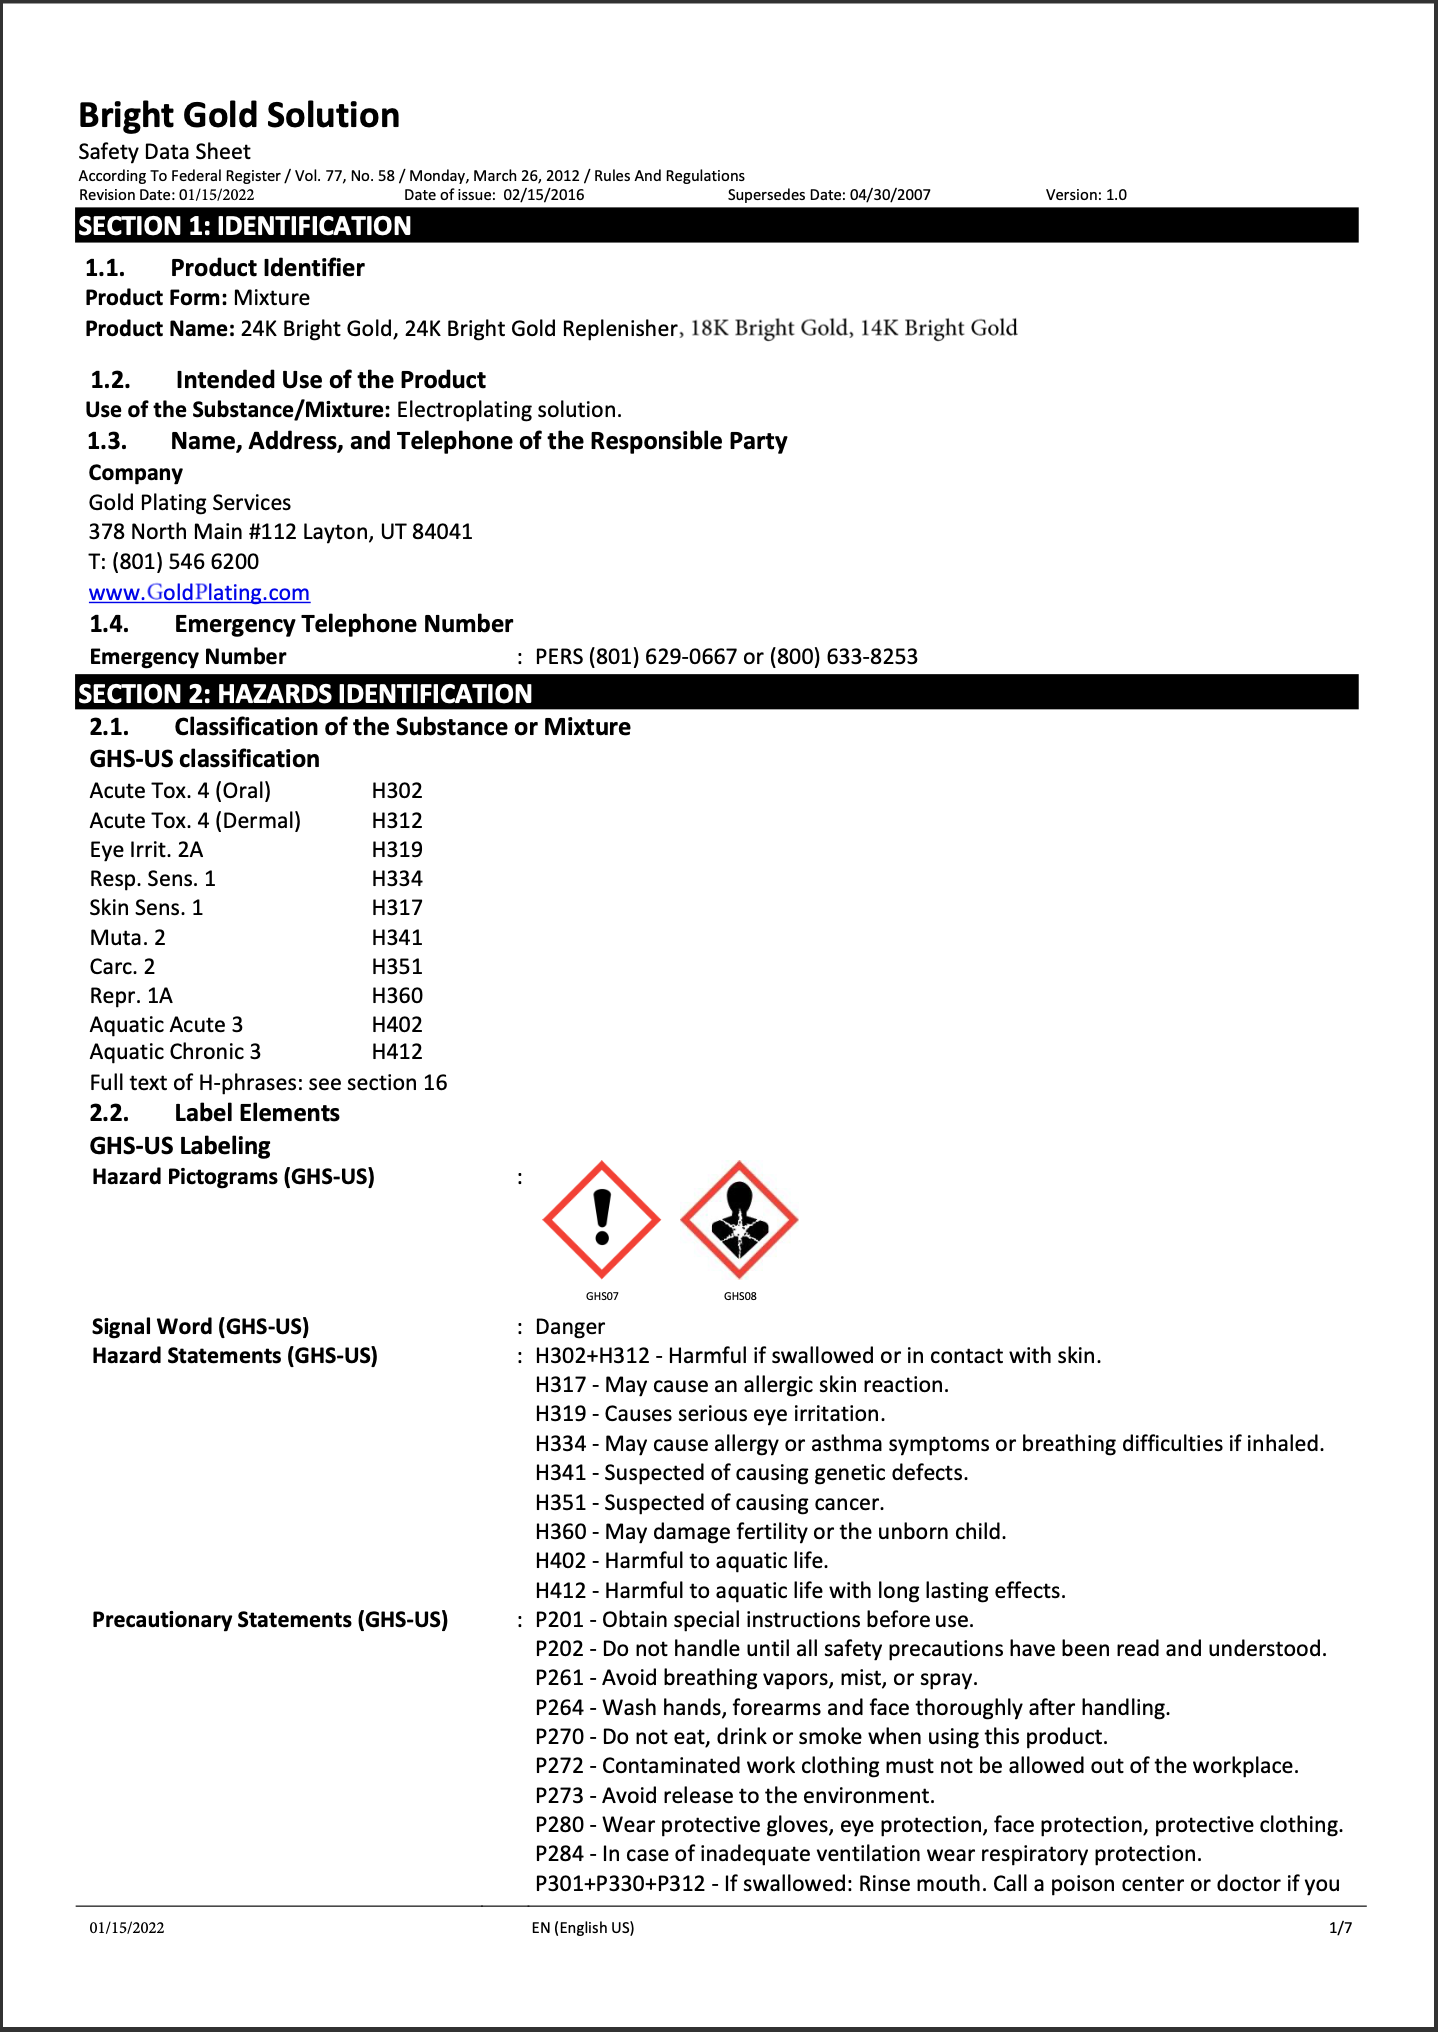 Bright Gold Solution
Safety Data Sheet
According To Federal Register / Vol. 77, No. 58 / Monday, March 26, 2012 / Rules And Regulations
Revision Date: 01/15/2022 Date of issue: 02/15/2016 Supersedes Date: 04/30/2007 Version: 1.0
SECTION 1: IDENTIFICATION
1.1. Product Identifier
Product Form: Mixture
Product Name: 24K Bright Gold, 24K Bright Gold Replenisher, 18K Bright Gold, 14K Bright Gold
1.2. Intended Use of the Product
Use of the Substance/Mixture: Electroplating solution.
1.3. Name, Address, and Telephone of the Responsible Party
Company
Gold Plating Services
378 North Main #112 Layton, UT 84041
T: (801) 546 6200
www.GoldPlating.com
1.4. Emergency Telephone Number
Emergency Number : PERS (801) 629-0667 or (800) 633-8253
SECTION 2: HAZARDS IDENTIFICATION
2.1. Classification of the Substance or Mixture
GHS-US classification
Acute Tox. 4 (Oral) H302
Acute Tox. 4 (Dermal) H312
Eye Irrit. 2A H319
Resp. Sens. 1 H334
Skin Sens. 1 H317
Muta. 2 H341
Carc. 2 H351
Repr. 1A H360
Aquatic Acute 3 H402
Aquatic Chronic 3 H412
Full text of H-phrases: see section 16
2.2. Label Elements
GHS-US Labeling
Hazard Pictograms (GHS-US) :
GHS07 GHS08
Signal Word (GHS-US) : Danger
Hazard Statements (GHS-US) : H302+H312 - Harmful if swallowed or in contact with skin.
H317 - May cause an allergic skin reaction.
H319 - Causes serious eye irritation.
H334 - May cause allergy or asthma symptoms or breathing difficulties if inhaled.
H341 - Suspected of causing genetic defects.
H351 - Suspected of causing cancer.
H360 - May damage fertility or the unborn child.
H402 - Harmful to aquatic life.
H412 - Harmful to aquatic life with long lasting effects.
Precautionary Statements (GHS-US) : P201 - Obtain special instructions before use.
P202 - Do not handle until all safety precautions have been read and understood.
P261 - Avoid breathing vapors, mist, or spray.
P264 - Wash hands, forearms and face thoroughly after handling.
P270 - Do not eat, drink or smoke when using this product.
P272 - Contaminated work clothing must not be allowed out of the workplace.
P273 - Avoid release to the environment.
P280 - Wear protective gloves, eye protection, face protection, protective clothing.
P284 - In case of inadequate ventilation wear respiratory protection.
P301+P330+P312 - If swallowed: Rinse mouth. Call a poison center or doctor if you
01/15/2022 EN (English US) 1/7